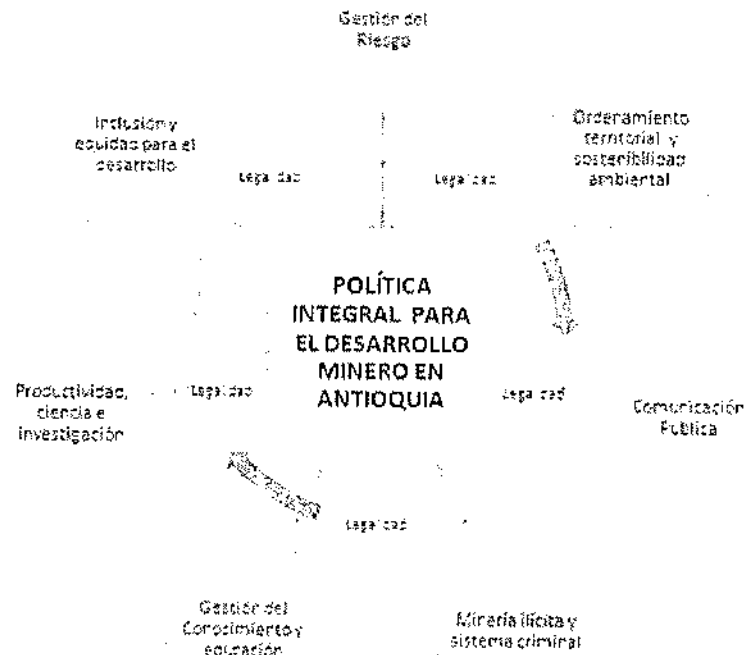 Gestión del
Riesgo
Inclusión y
equidad para el
desarrollo
Ordenamiento
territorial y
sostenibilidad
ambiental
Legalidad
Legalidad
POLÍTICA
INTEGRAL PARA
EL DESARROLLO
MINERO EN
ANTIOQUIA
Productividad,
ciencia e
investigación
Legalidad
Legalidad
Comunicación
Pública
Legalidad
Gestión del
Conocimiento y
educación
Minería ilícita y
sistema criminal